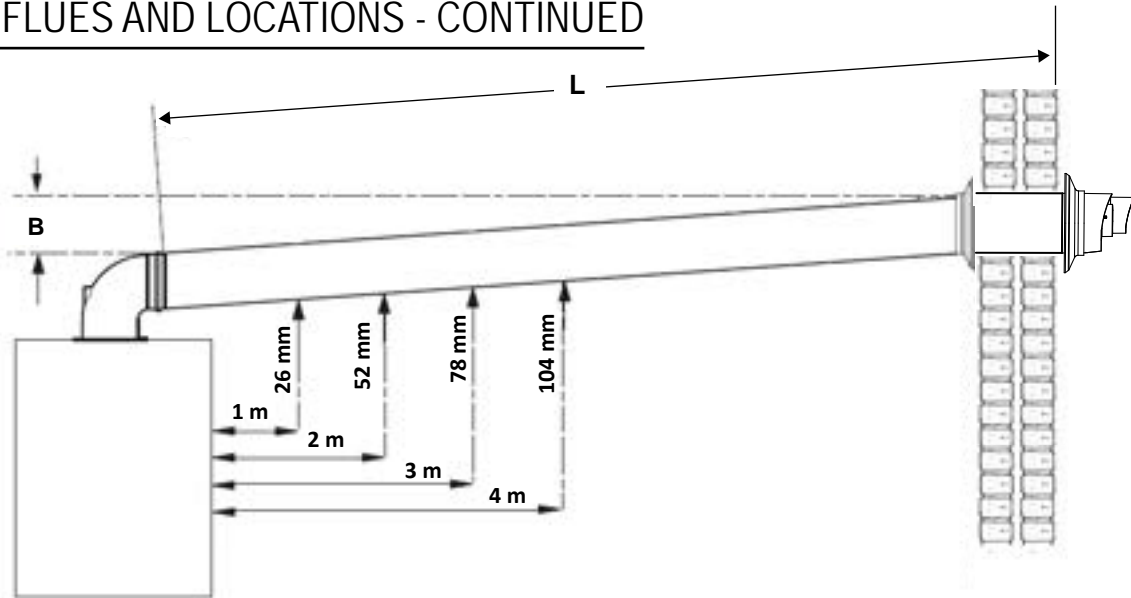 FLUES AND LOCATIONS - CONTINUED
L
B
26 mm
52 mm
78 mm
104 mm
1 m
2 m
3 m
4 m